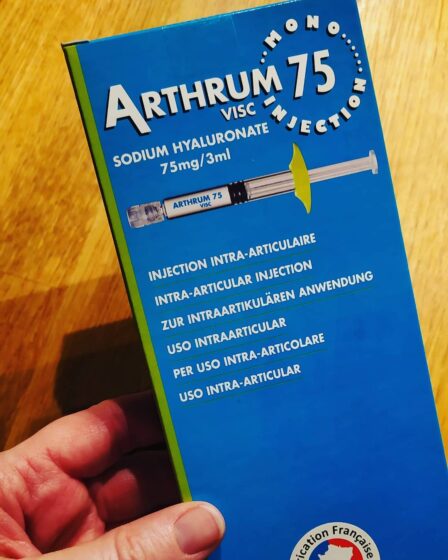 MONO
ARTHRUM 75
VISC
INJECTION
SODIUM HYALURONATE
75mg/3ml
ARTHRUM 75
VISC
INJECTION INTRA-ARTICULAIRE
INTRA-ARTICULAR INJECTION
ZUR INTRAARTIKULÄREN ANWENDUNG
USO INTRAARTICULAR
PER USO INTRA-ARTICOLARE
USO INTRA-ARTICULAR
Française